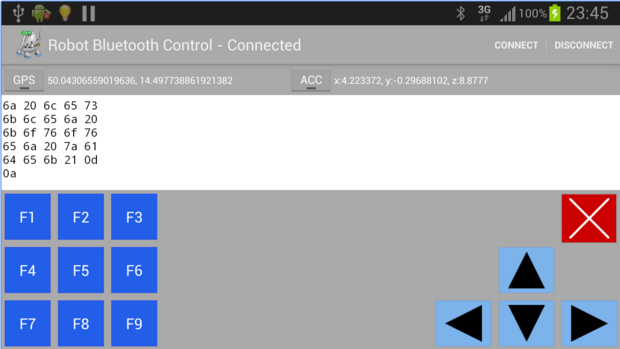 3G 100% 23:45
Robot Bluetooth Control - Connected CONNECT DISCONNECT
GPS 50.04306559019636, 14.497738861921382 ACC x:4.223372, y:-0.29688102, z:8.8777
6a 20 6c 65 73
6b 6c 65 6a 20
6b 6f 76 6f 76
65 6a 20 7a 61
64 65 6b 21 0d
0a
F1 F2 F3
F4 F5 F6
F7 F8 F9